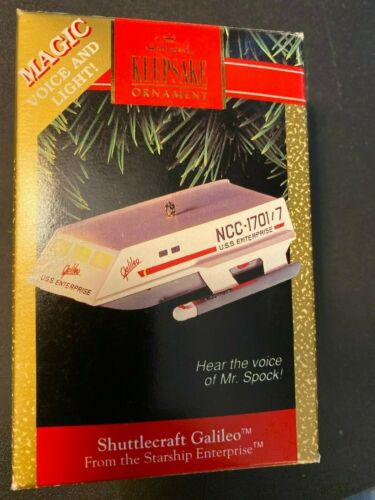 MAGIC
VOICE AND
LIGHT!
Hallmark
KEEPSAKE
ORNAMENT
NCC-1701/7
U.S.S. ENTERPRISE
Galileo
Galileo
U.S.S. ENTERPRISE
Hear the voice
of Mr. Spock!
Shuttlecraft Galileo™
From the Starship Enterprise™